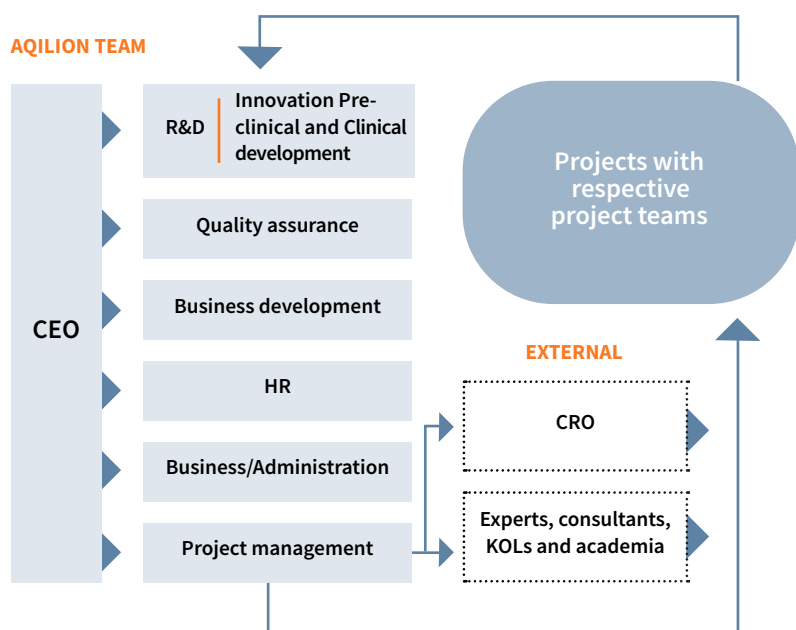 AQILION TEAM
CEO
R&D
Innovation Pre-
clinical and Clinical
development
Quality assurance
Business development
HR
Business/Administration
Project management
Projects with
respective
project teams
EXTERNAL
CRO
Experts, consultants,
KOLs and academia